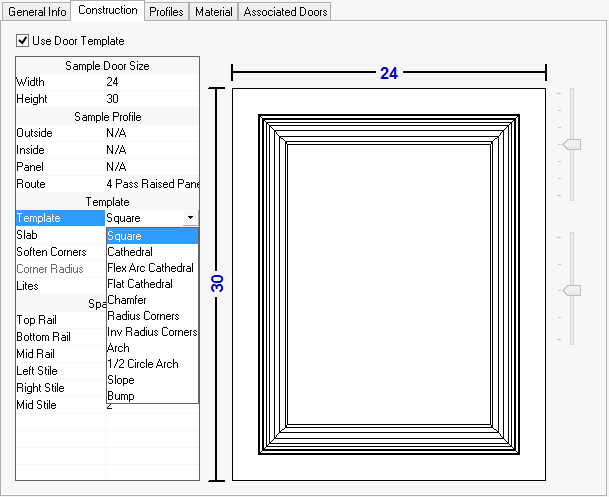 General Info Construction Profiles Material Associated Doors
Use Door Template
Sample Door Size
Width 24
Height 30
Sample Profile
Outside N/A
Inside N/A
Panel N/A
Route 4 Pass Raised Pane
Template
Template Square
Slab
Soften Corners
Corner Radius
Lites
Spa
Top Rail
Bottom Rail
Mid Rail
Left Stile
Right Stile
Mid Stile 2
Square
Cathedral
Flex Arc Cathedral
Flat Cathedral
Chamfer
Radius Corners
Inv Radius Corners
Arch
1/2 Circle Arch
Slope
Bump
24
30